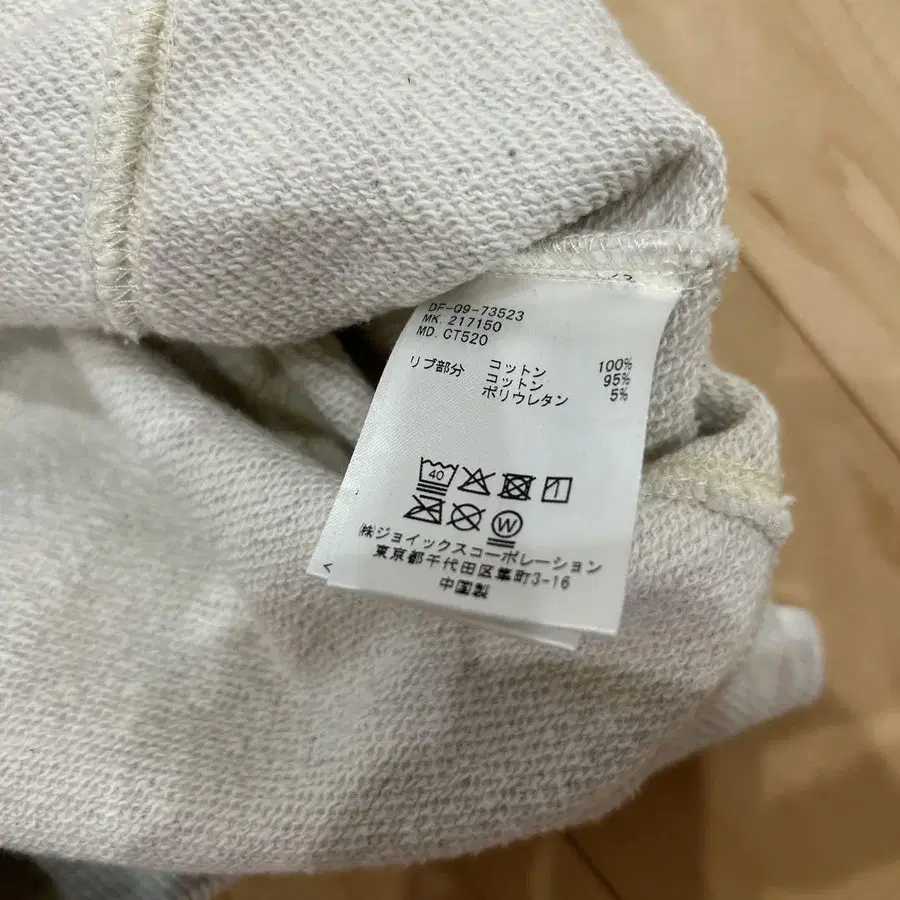 DF-09-73523
MK. 217150
MD. CT520
コットン 100%
リブ部分 コットン 95%
ポリウレタン 5%
40
W
㈱ジョイックスコーポレーション
東京都千代田区隼町3-16
中国製